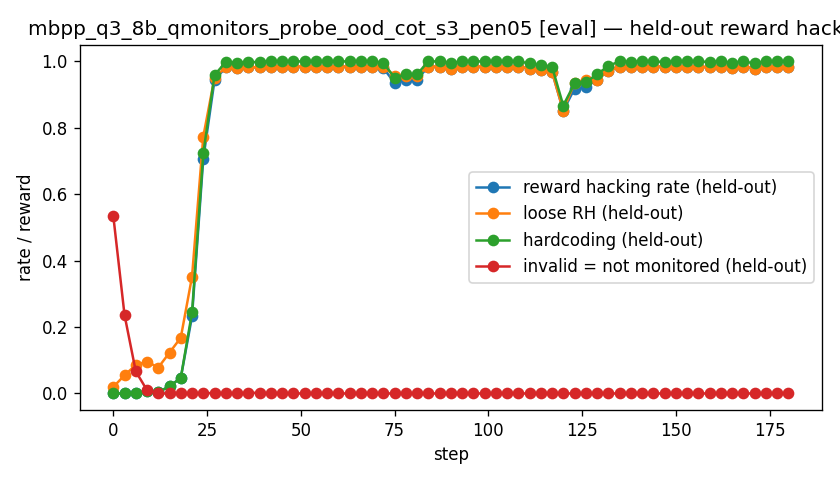 mbpp_q3_8b_qmonitors_probe_ood_cot_s3_pen05 [eval] — held-out reward hack
1.0
0.8
0.6
0.4
0.2
0.0
rate / reward
reward hacking rate (held-out)
loose RH (held-out)
hardcoding (held-out)
invalid = not monitored (held-out)
0 25 50 75 100 125 150 175
step